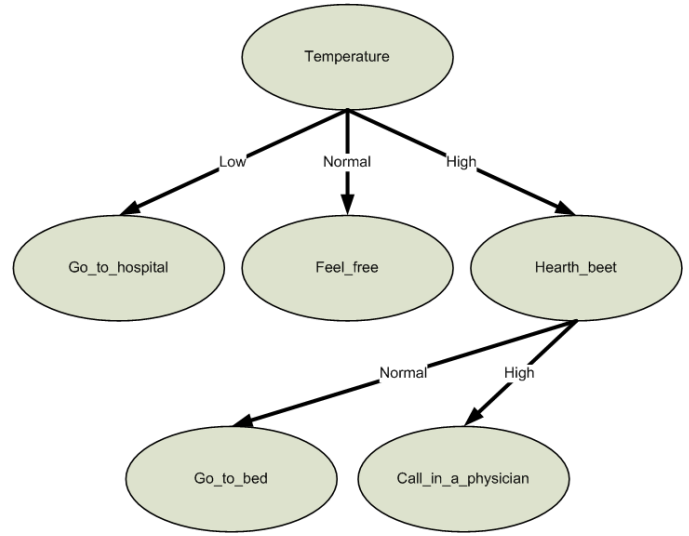 Temperature
Low
Normal
High
Go_to_hospital
Feel_free
Hearth_beet
Normal
High
Go_to_bed
Call_in_a_physician